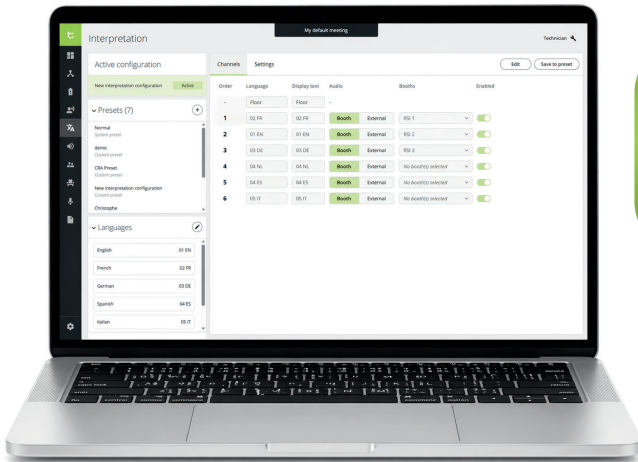 My default meeting
Interpretation
Technician
Active configuration
New interpretation configuration Active
Presets (7)
Normal
System preset
demo
Custom preset
CRA Preset
Custom preset
New interpretation configuration
Custom preset
Christophe
Languages
English 01 EN
French 02 FR
German 03 DE
Spanish 04 ES
Italian 05 IT
Channels Settings Edit Save to preset
Order Language Display text Audio Booths Enabled
- Floor Floor -
1 02 FR 02 FR Booth External RSI 1
2 01 EN 01 EN Booth External RSI 2
3 03 DE 03 DE Booth External RSI 3
4 04 NL 04 NL Booth External No booth(s) selected
5 04 ES 04 ES Booth External No booth(s) selected
6 05 IT 05 IT Booth External No booth(s) selected